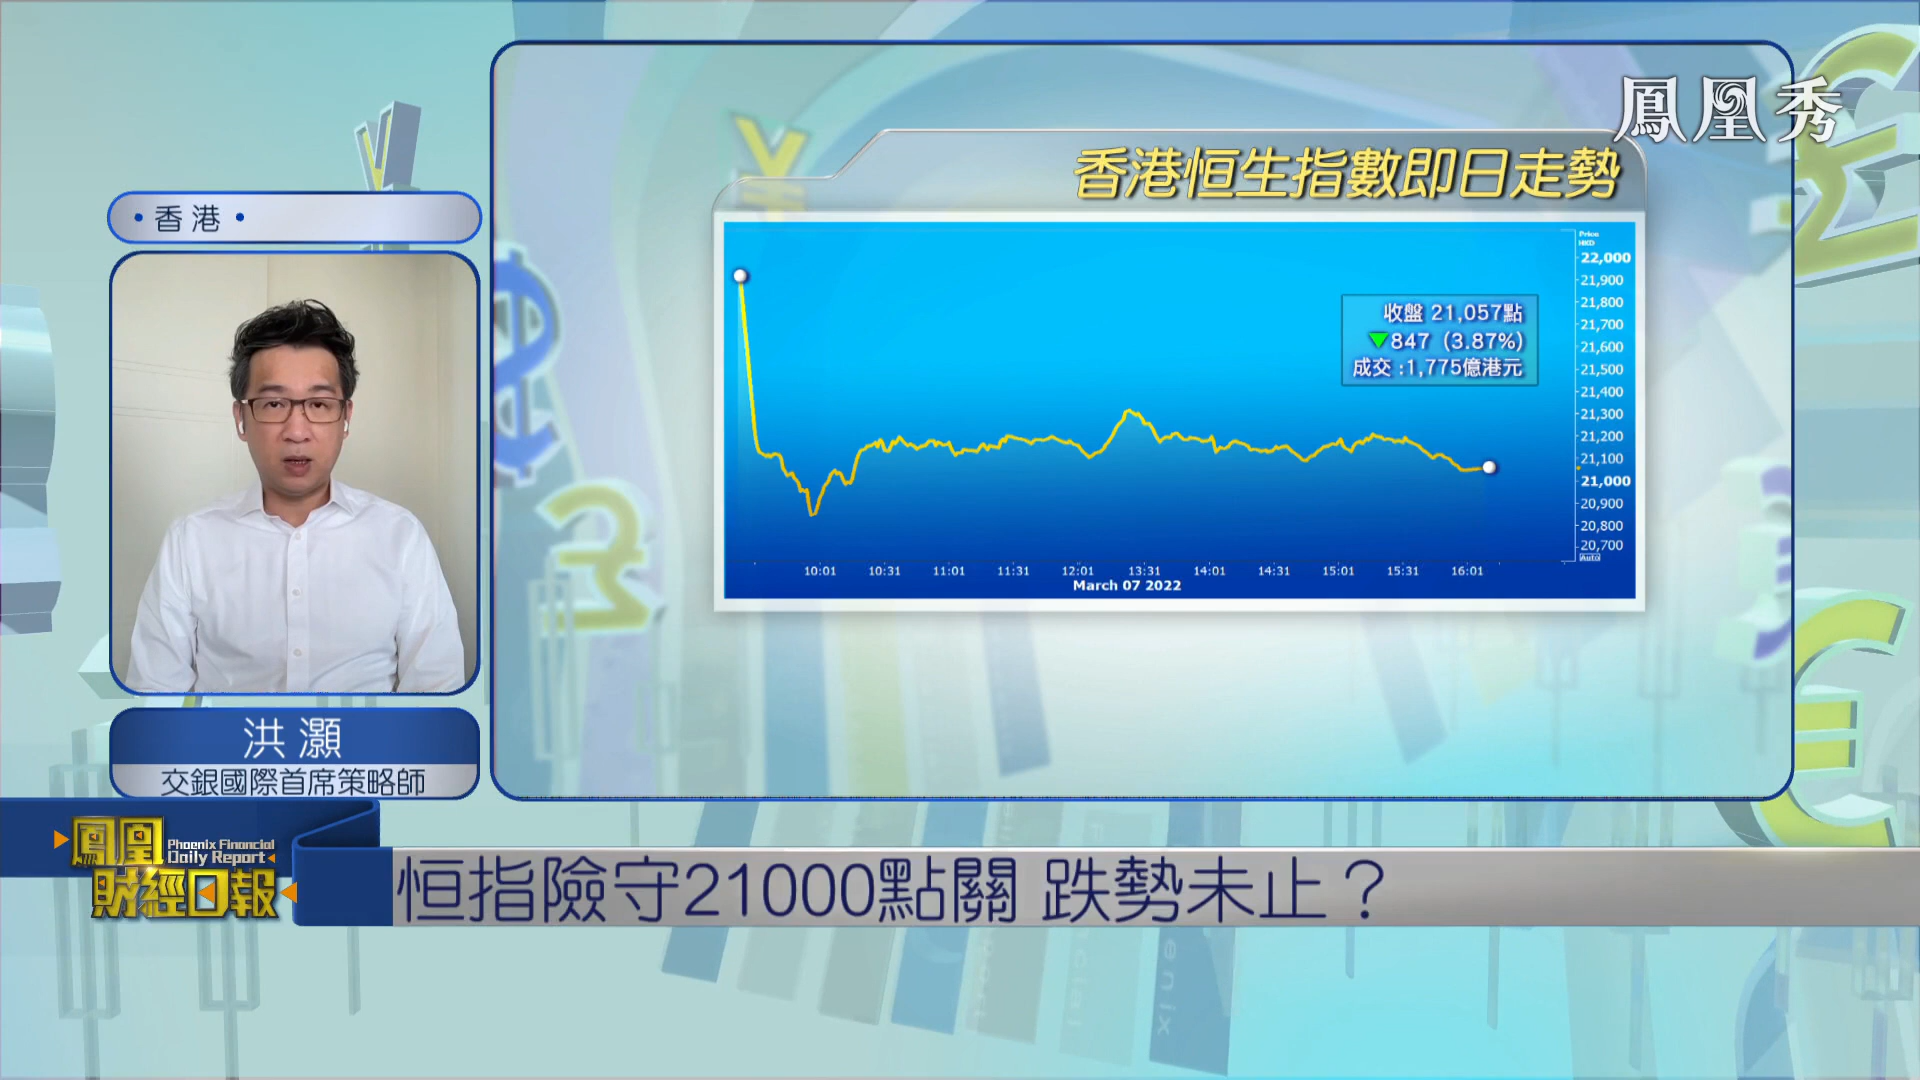 鳳凰秀
香港恒生指數即日走勢
• 香港 •
Price
HKD
22,000
21,900
21,800
21,700
21,600
21,500
21,400
21,300
21,200
21,100
21,000
20,900
20,800
20,700
Auto
收盤 21,057點
▼847 (3.87%)
成交 :1,775億港元
10:01 10:31 11:01 11:31 12:01 13:31 14:01 14:31 15:01 15:31 16:01
March 07 2022
洪灝
交銀國際首席策略師
鳳凰
Phoenix Financial
Daily Report
財經日報
恒指險守21000點關 跌勢未止？